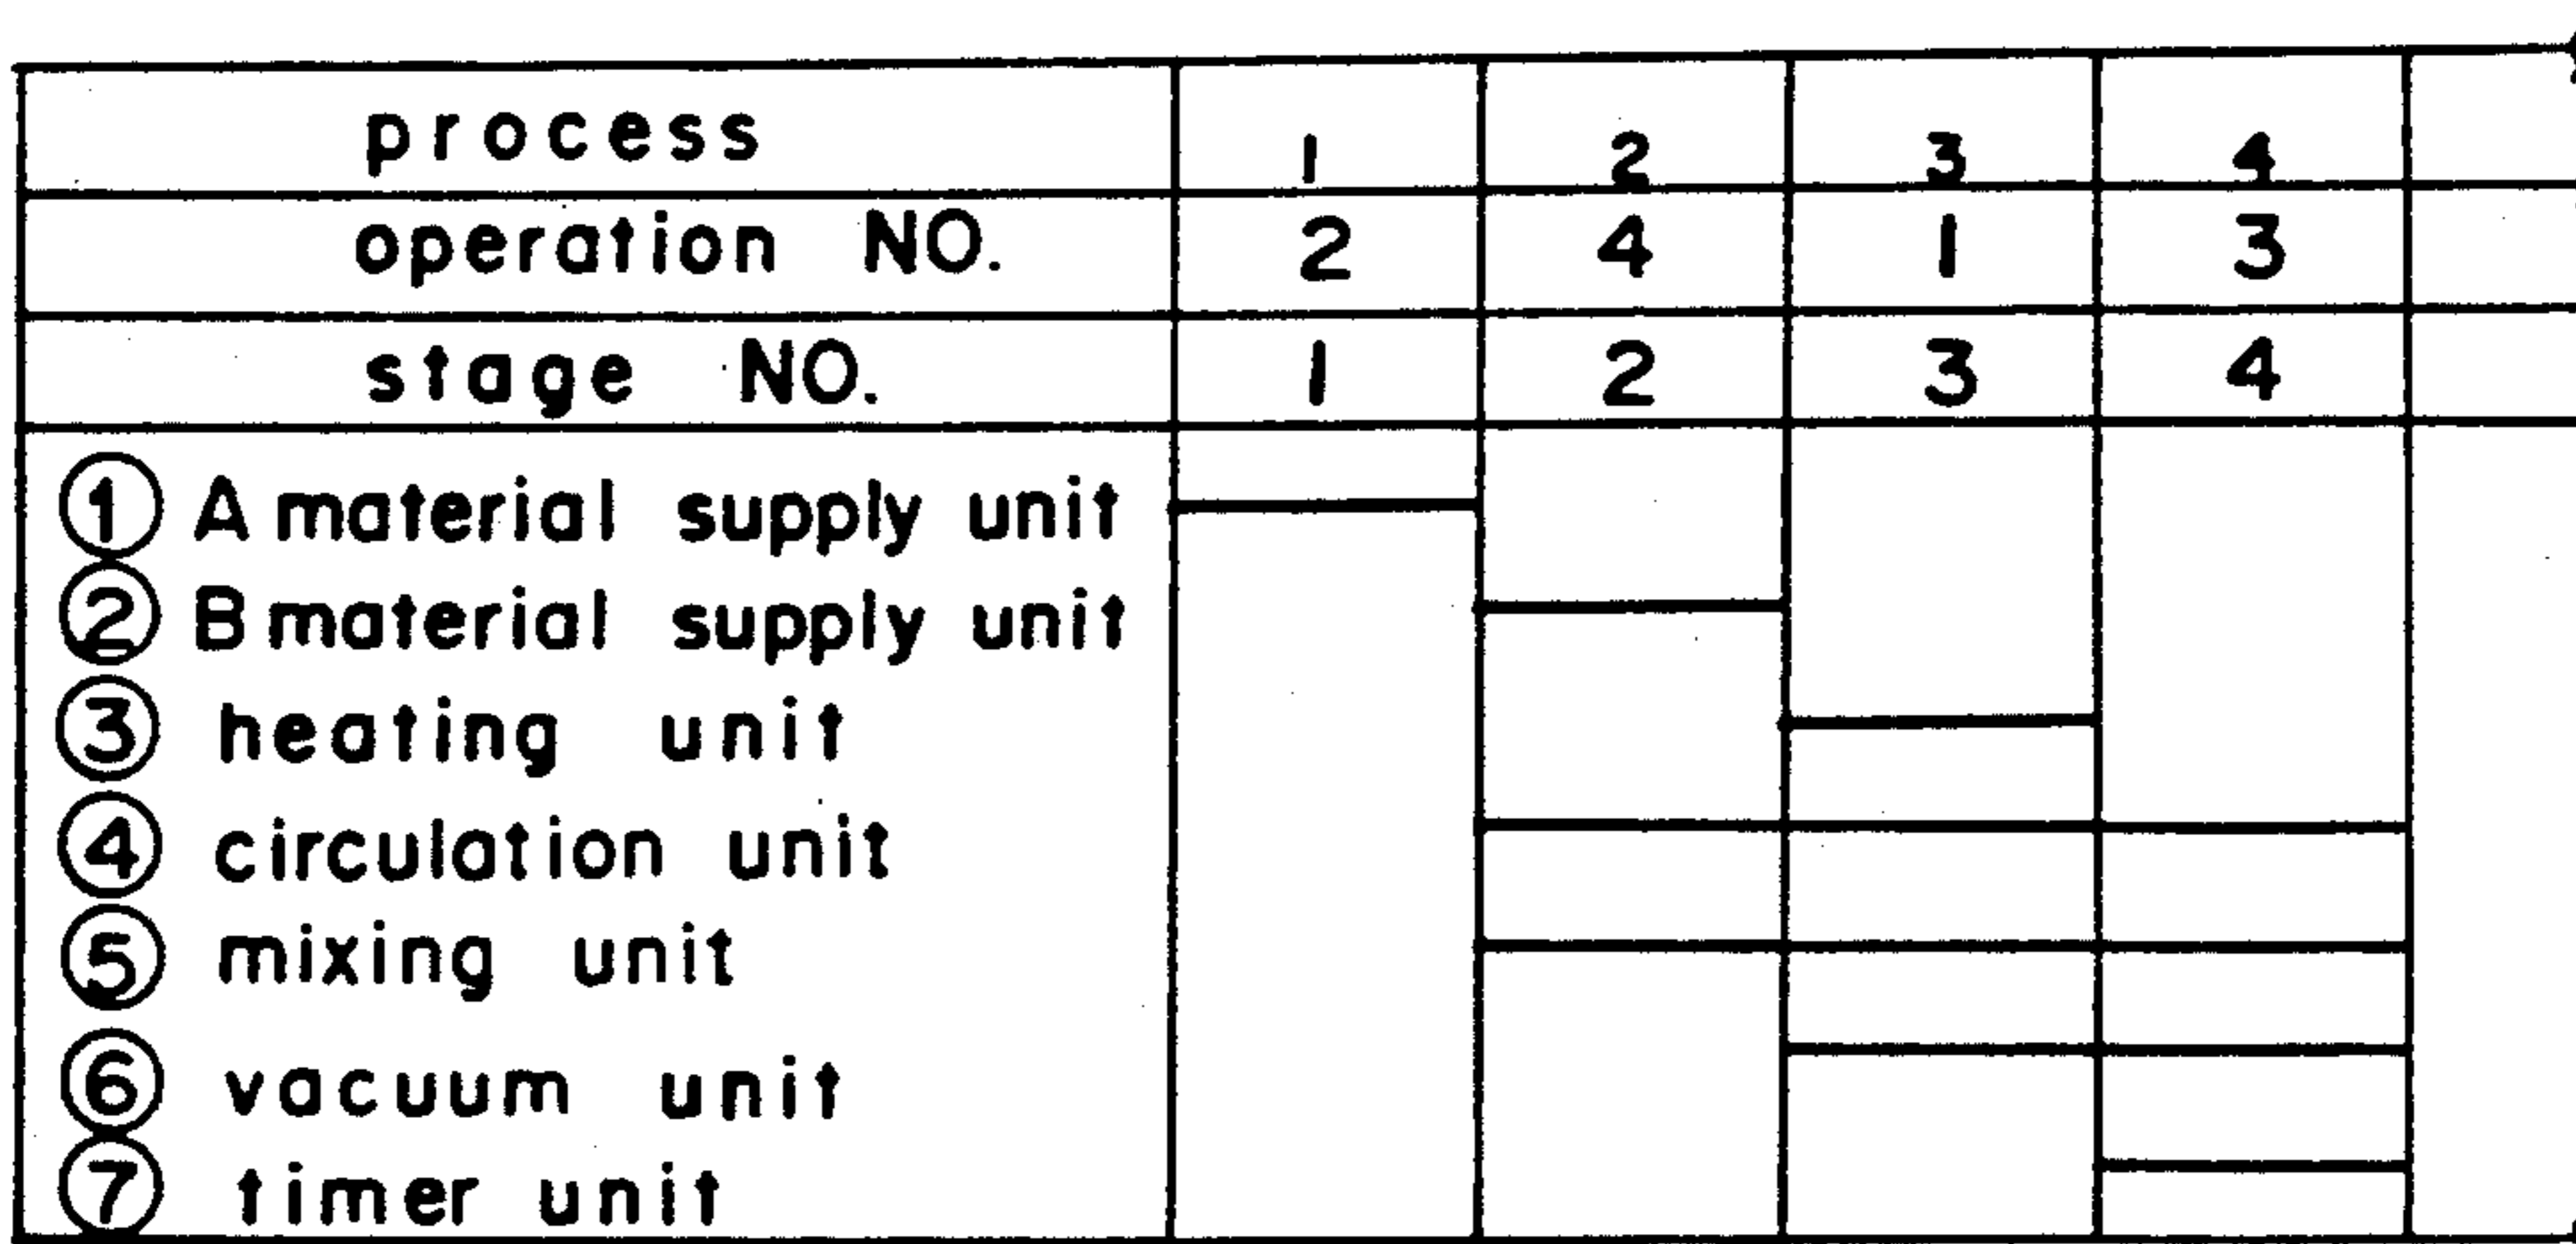 process 1 2 3 4
operation NO. 2 4 1 3
stage NO. 1 2 3 4
① A material supply unit
② B material supply unit
③ heating unit
④ circulation unit
⑤ mixing unit
⑥ vacuum unit
⑦ timer unit